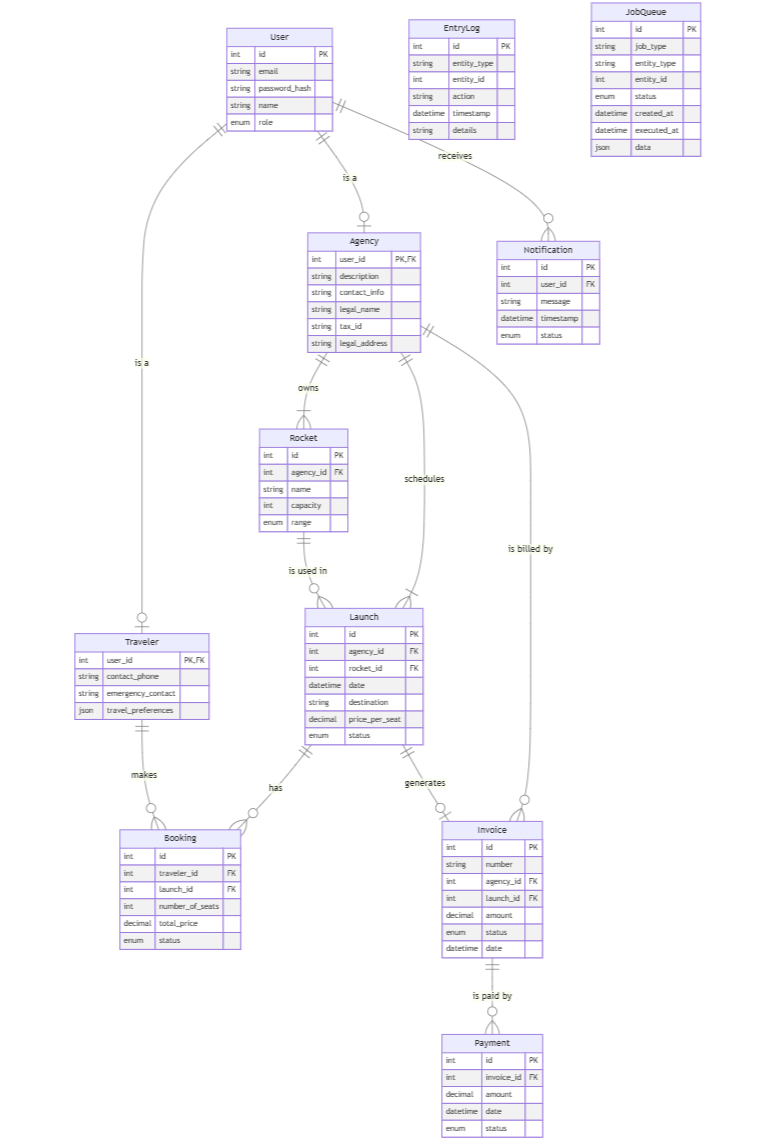 JobQueue
int id PK
string job_type
string entity_type
int entity_id
enum status
datetime created_at
datetime executed_at
json data
EntryLog
int id PK
string entity_type
int entity_id
string action
datetime timestamp
string details
User
int id PK
string email
string password_hash
string name
enum role
receives
is a
Agency
int user_id PK,FK
string description
string contact_info
string legal_name
string tax_id
string legal_address
Notification
int id PK
int user_id FK
string message
datetime timestamp
enum status
is a
owns
Rocket
int id PK
int agency_id FK
string name
int capacity
enum range
schedules
is billed by
is used in
Launch
int id PK
int agency_id FK
int rocket_id FK
datetime date
string destination
decimal price_per_seat
enum status
Traveler
int user_id PK,FK
string contact_phone
string emergency_contact
json travel_preferences
makes
has
generates
Booking
int id PK
int traveler_id FK
int launch_id FK
int number_of_seats
decimal total_price
enum status
Invoice
int id PK
string number
int agency_id FK
int launch_id FK
decimal amount
enum status
datetime date
is paid by
Payment
int id PK
int invoice_id FK
decimal amount
datetime date
enum status